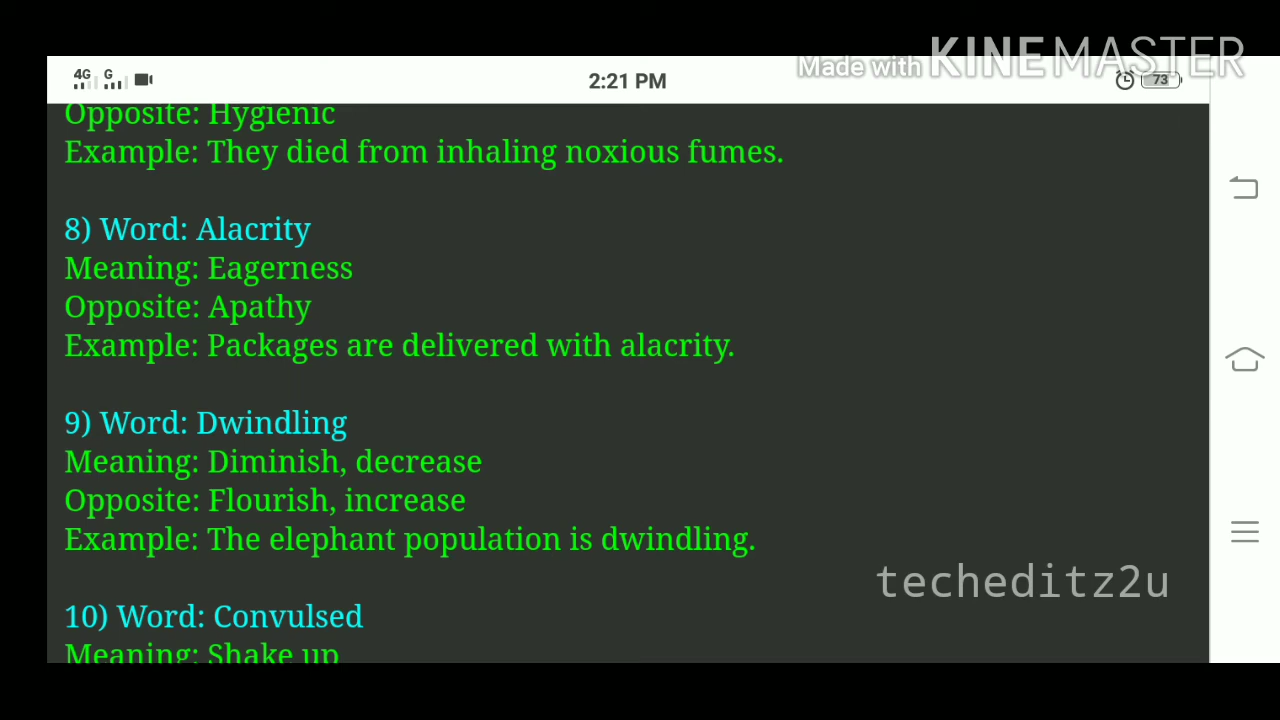 Made with KINEMASTER
4G G 2:21 PM 73
Opposite: Hygienic
Example: They died from inhaling noxious fumes.
8) Word: Alacrity
Meaning: Eagerness
Opposite: Apathy
Example: Packages are delivered with alacrity.
9) Word: Dwindling
Meaning: Diminish, decrease
Opposite: Flourish, increase
Example: The elephant population is dwindling.
techeditz2u
10) Word: Convulsed
Meaning: Shake up